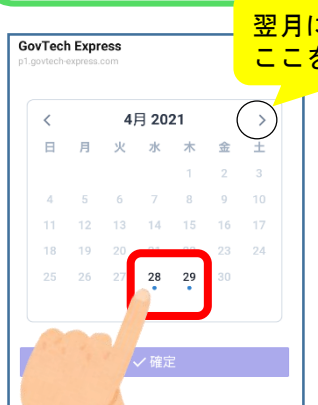 翌月に
ここを
GovTech Express
p1.govtech-express.com
< 4月 2021 >
日 月 火 水 木 金 土
1 2 3
4 5 6 7 8 9 10
11 12 13 14 15 16 17
18 19 20 21 22 23 24
25 26 27 28 29 30
✓確定